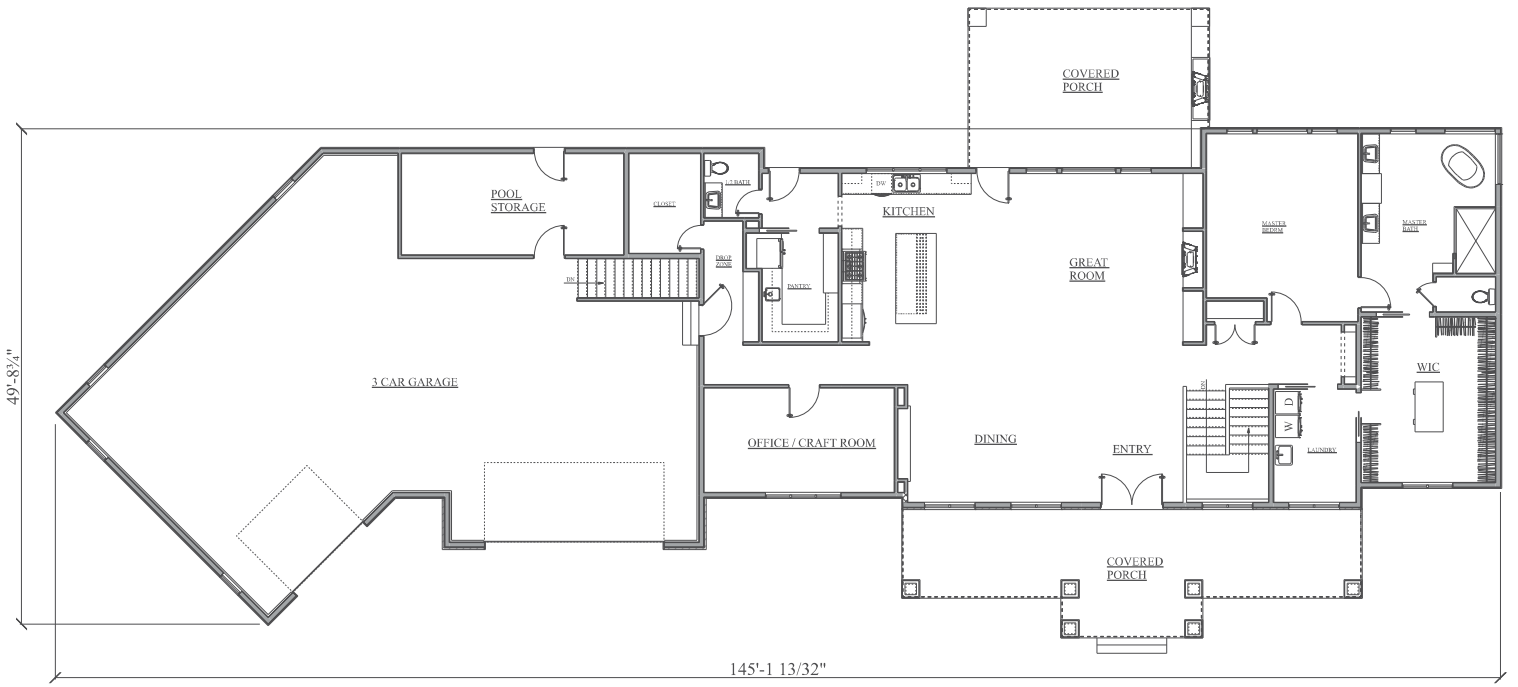 COVERED
PORCH
POOL
STORAGE
CLOSET
1/2 BATH
DW
KITCHEN
MASTER
BEDRM
MASTER
BATH
DROP
ZONE
GREAT
ROOM
DN
PANTRY
49'-8¾"
3 CAR GARAGE
WIC
DN
D
W
OFFICE / CRAFT ROOM
DINING
ENTRY
LAUNDRY
COVERED
PORCH
145'-1 13/32"